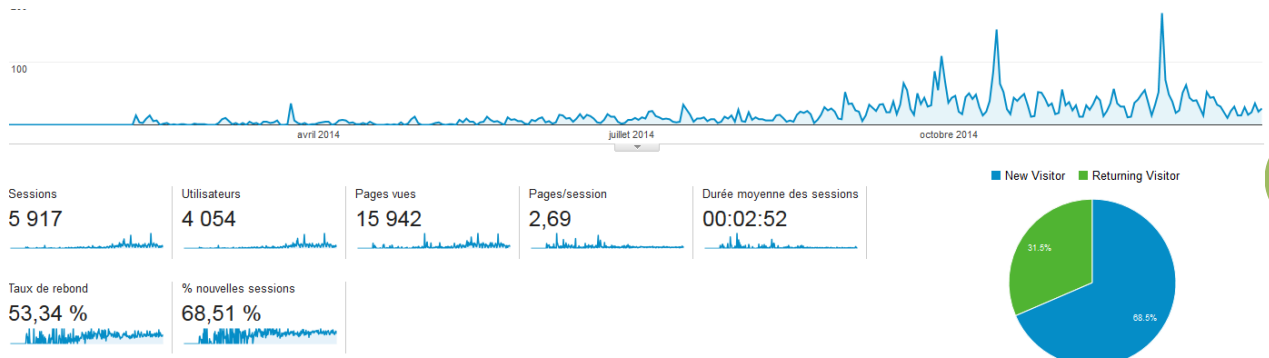 100
avril 2014
juillet 2014
octobre 2014
New Visitor
Returning Visitor
Sessions
5 917
Utilisateurs
4 054
Pages vues
15 942
Pages/session
2,69
Durée moyenne des sessions
00:02:52
31.5%
68.5%
Taux de rebond
53,34 %
% nouvelles sessions
68,51 %